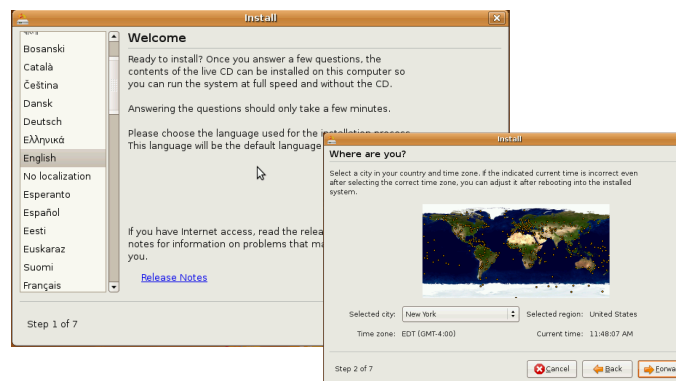 Install
Welcome
Bosanski
Català
Čeština
Dansk
Deutsch
Ελληνικά
English
No localization
Esperanto
Español
Eesti
Euskaraz
Suomi
Français
Ready to install? Once you answer a few questions, the
contents of the live CD can be installed on this computer so
you can run the system at full speed and without the CD.
Answering the questions should only take a few minutes.
Please choose the language used for the installation process.
This language will be the default language
If you have Internet access, read the relea
notes for information on problems that ma
you.
Release Notes
Step 1 of 7
Install
Where are you?
Select a city in your country and time zone. if the indicated current time is incorrect even
after selecting the correct time zone, you can adjust it after rebooting into the installed
system.
Selected city: New York Selected region: United States
Time zone: EDT (GMT-4:00) Current time: 11:48:07 AM
Step 2 of 7
Cancel Back Forwa